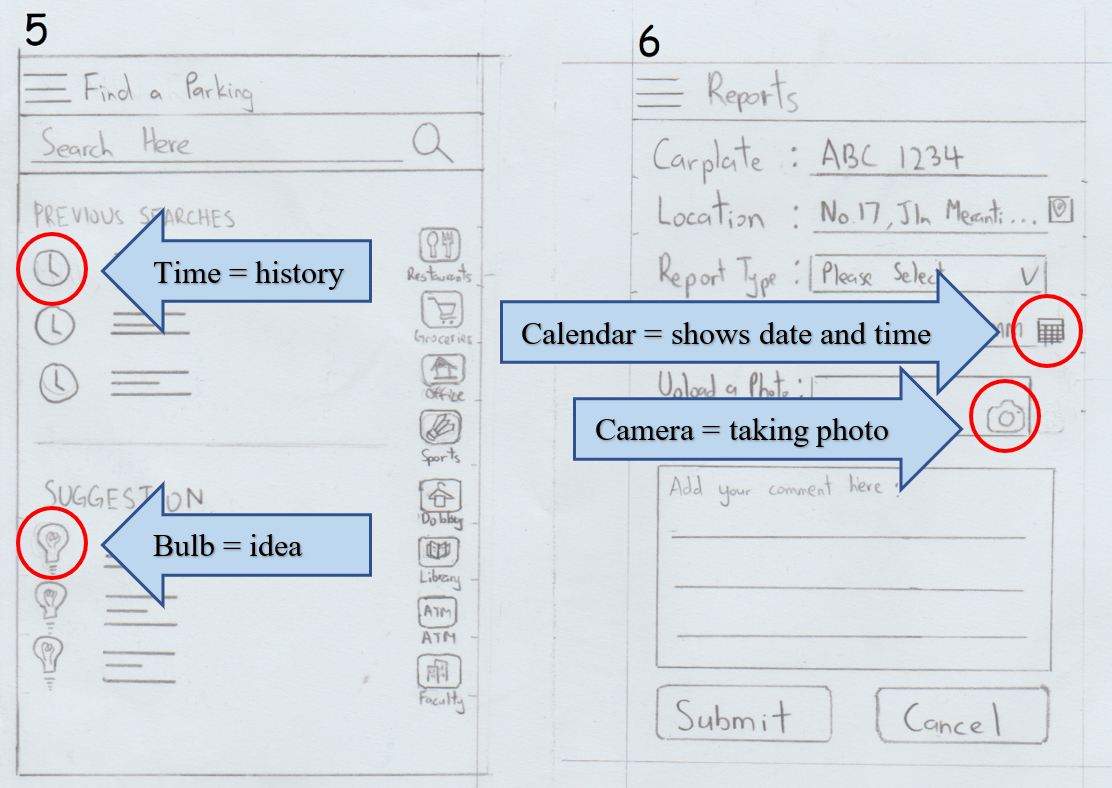 5
Find a Parking
Search Here
PREVIOUS SEARCHES
Time = history
Restaurants
Groceries
Office
Sports
SUGGESTION
Bulb = idea
Dobby
Library
ATM
ATM
Faculty
6
Reports
Carplate : ABC 1234
Location : No.17, Jln Meranti...
Report Type : Please Select V
Calendar = shows date and time
Upload a Photo :
Camera = taking photo
Add your comment here :
Submit
Cancel